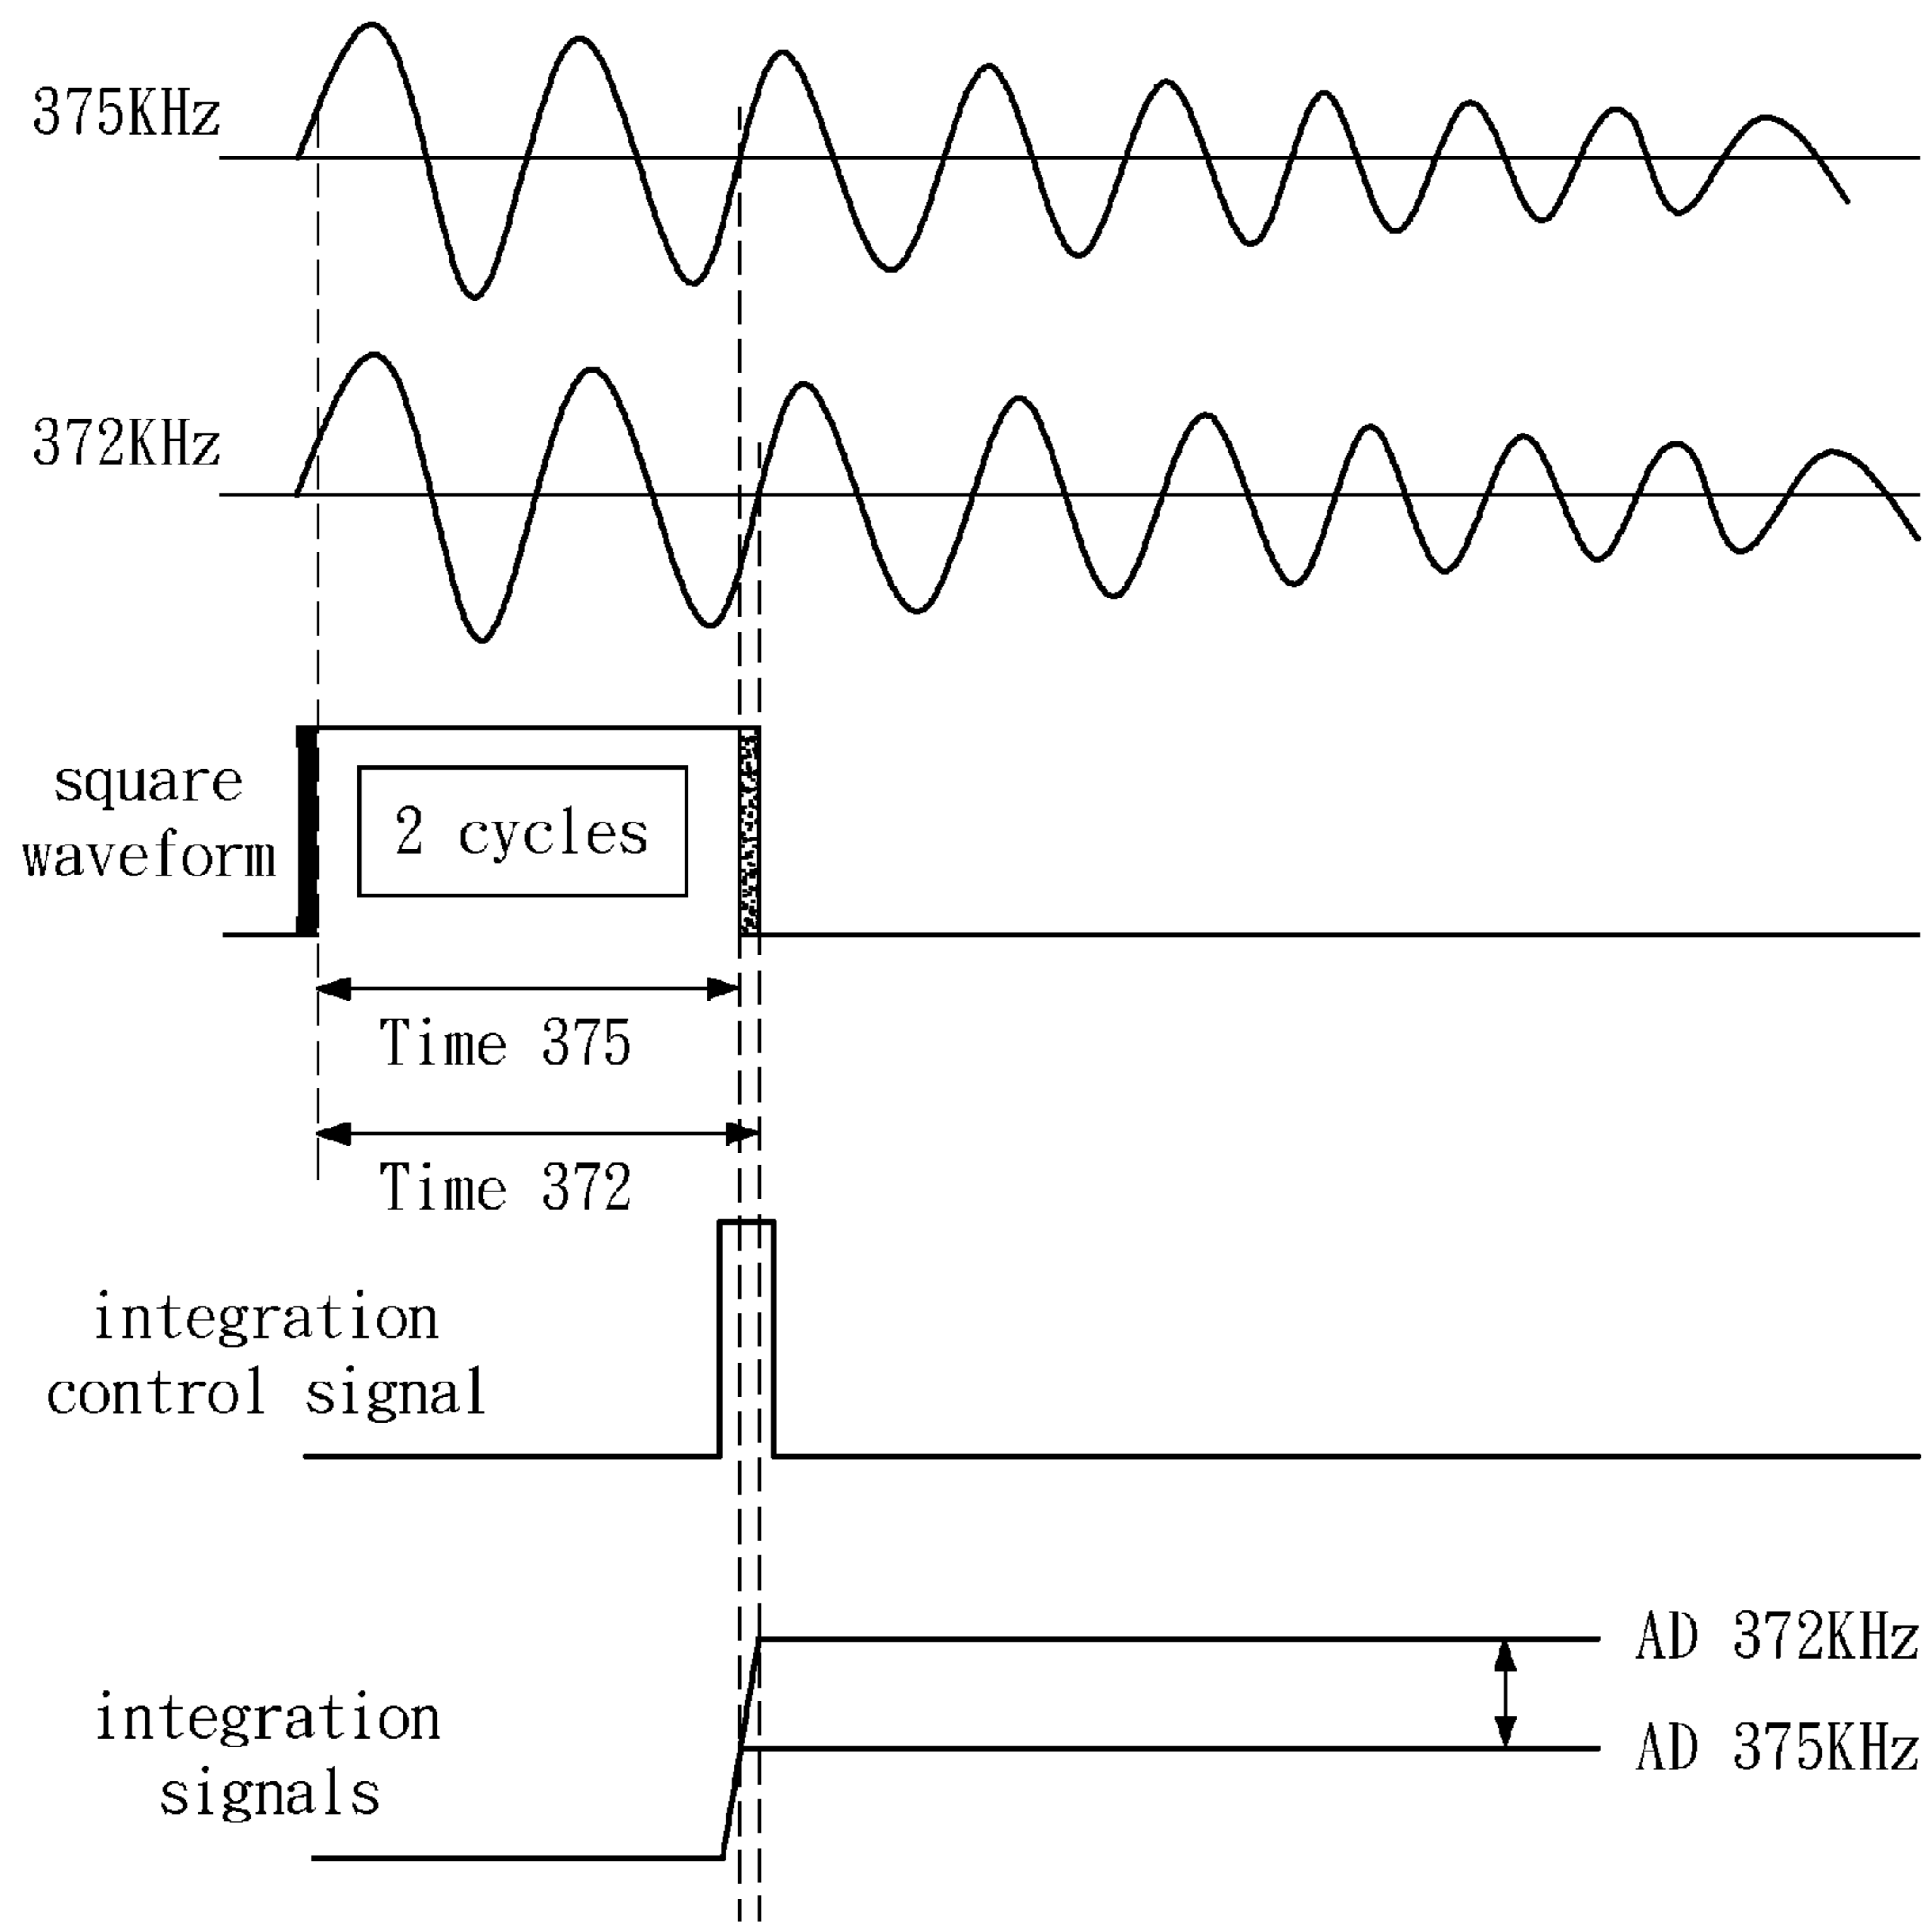 375KHz
372KHz
square
waveform
2 cycles
Time 375
Time 372
integration
control signal
AD 372KHz
integration
signals
AD 375KHz